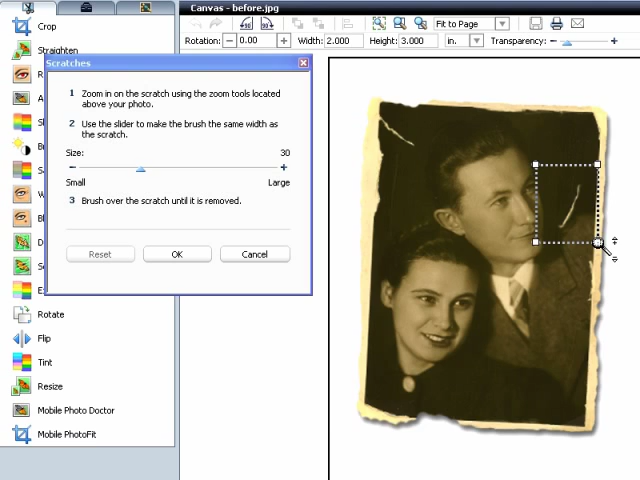 Canvas - before.jpg
Fit to Page
Rotation:
0.00
Width: 2.000
Height: 3.000
in.
Transparency:
Crop
Straighten
Scratches
1 Zoom in on the scratch using the zoom tools located
above your photo.
2 Use the slider to make the brush the same width as
the scratch.
Size:
30
Small
Large
3 Brush over the scratch until it is removed.
Reset
OK
Cancel
Rotate
Flip
Tint
Resize
Mobile Photo Doctor
Mobile PhotoFit